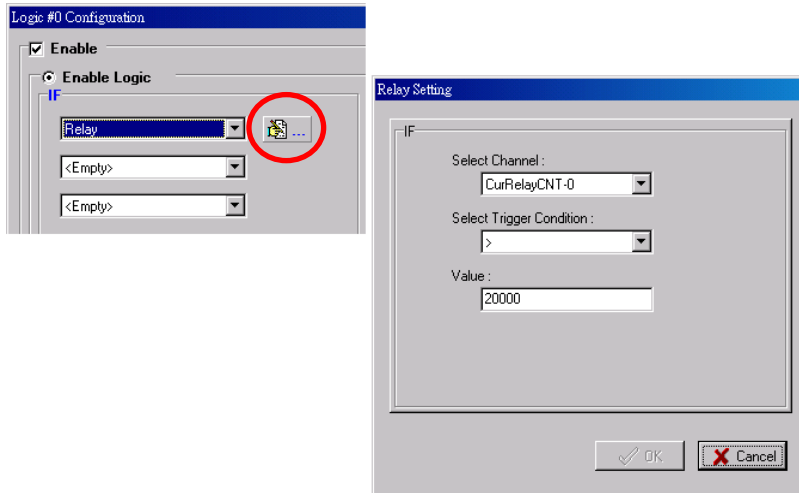 Logic #0 Configuration
Enable
Enable Logic
IF
Relay
...
<Empty>
<Empty>
Relay Setting
IF
Select Channel :
CurRelayCNT-0
Select Trigger Condition :
>
Value :
20000
OK
Cancel